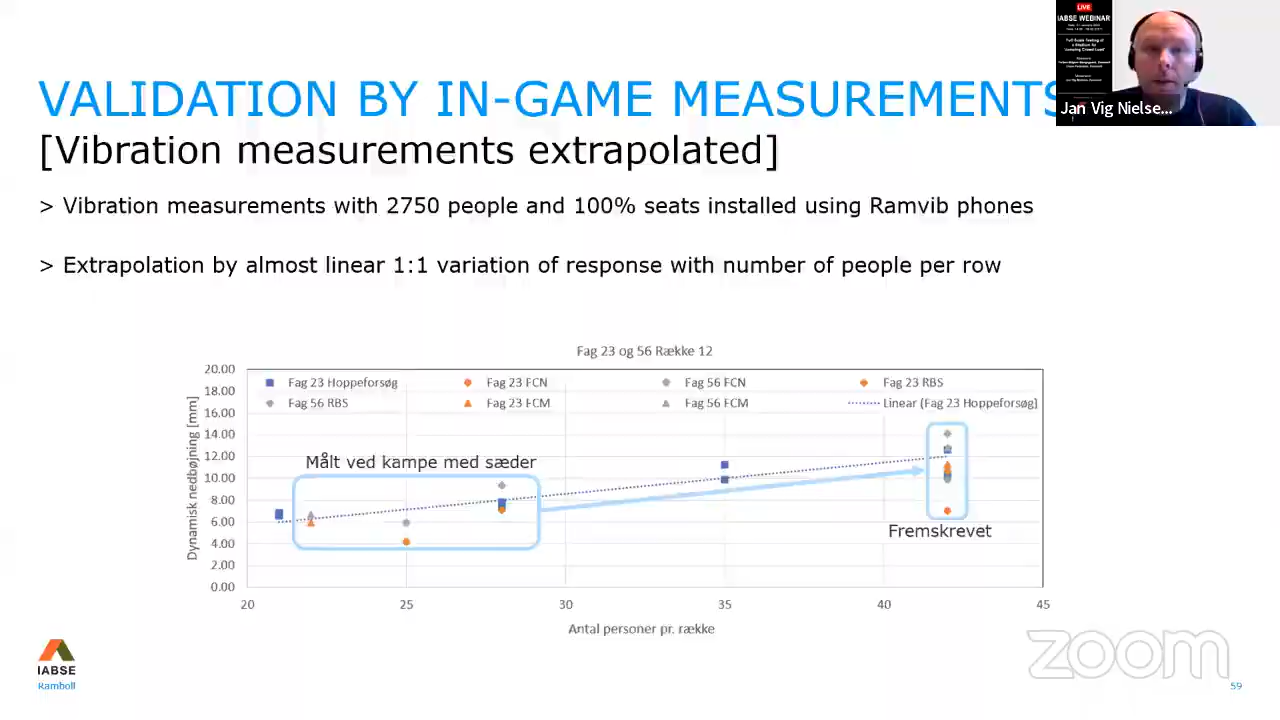 LIVE
IABSE WEBINAR
Jan Vig Nielse...
VALIDATION BY IN-GAME MEASUREMENTS
[Vibration measurements extrapolated]
> Vibration measurements with 2750 people and 100% seats installed using Ramvib phones
> Extrapolation by almost linear 1:1 variation of response with number of people per row
Fag 23 og 56 Række 12
Dynamisk nedbøjning [mm]
20.00
18.00
16.00
14.00
12.00
10.00
8.00
6.00
4.00
2.00
0.00
Fag 23 Hoppeforsøg Fag 23 FCN Fag 56 FCN Fag 23 RBS
Fag 56 RBS Fag 23 FCM Fag 56 FCM Linear (Fag 23 Hoppeforsøg)
Målt ved kampe med sæder
Fremskrevet
20 25 30 35 40 45
Antal personer pr. række
IABSE
Ramboll
zoom
59